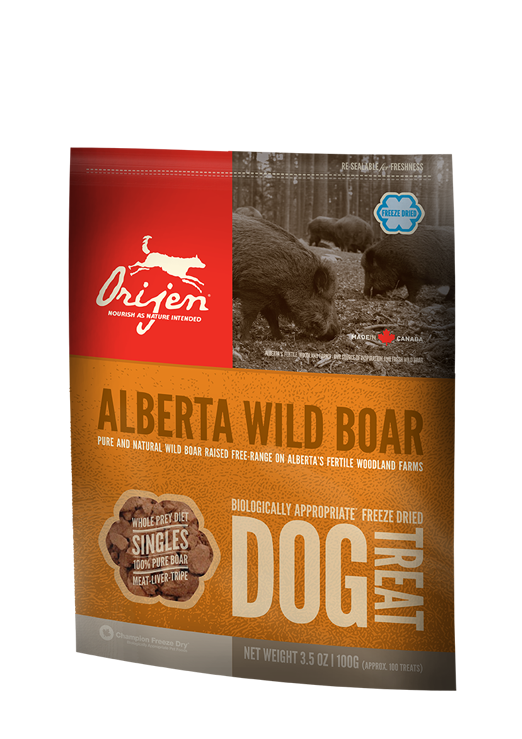 RE-SEALABLE for FRESHNESS
FREEZE DRIED
Orijen®
NOURISH AS NATURE INTENDED
MADE IN CANADA
ALBERTA WILD BOAR
PURE AND NATURAL WILD BOAR RAISED FREE-RANGE ON ALBERTA'S FERTILE WOODLAND FARMS
BIOLOGICALLY APPROPRIATE™ FREEZE DRIED
DOG
TREAT
WHOLE PREY DIET
SINGLES
100% PURE BOAR
MEAT-LIVER-TRIPE
Champion Freeze Dry™
NET WEIGHT 3.5 OZ | 100G (APPROX. 100 TREATS)